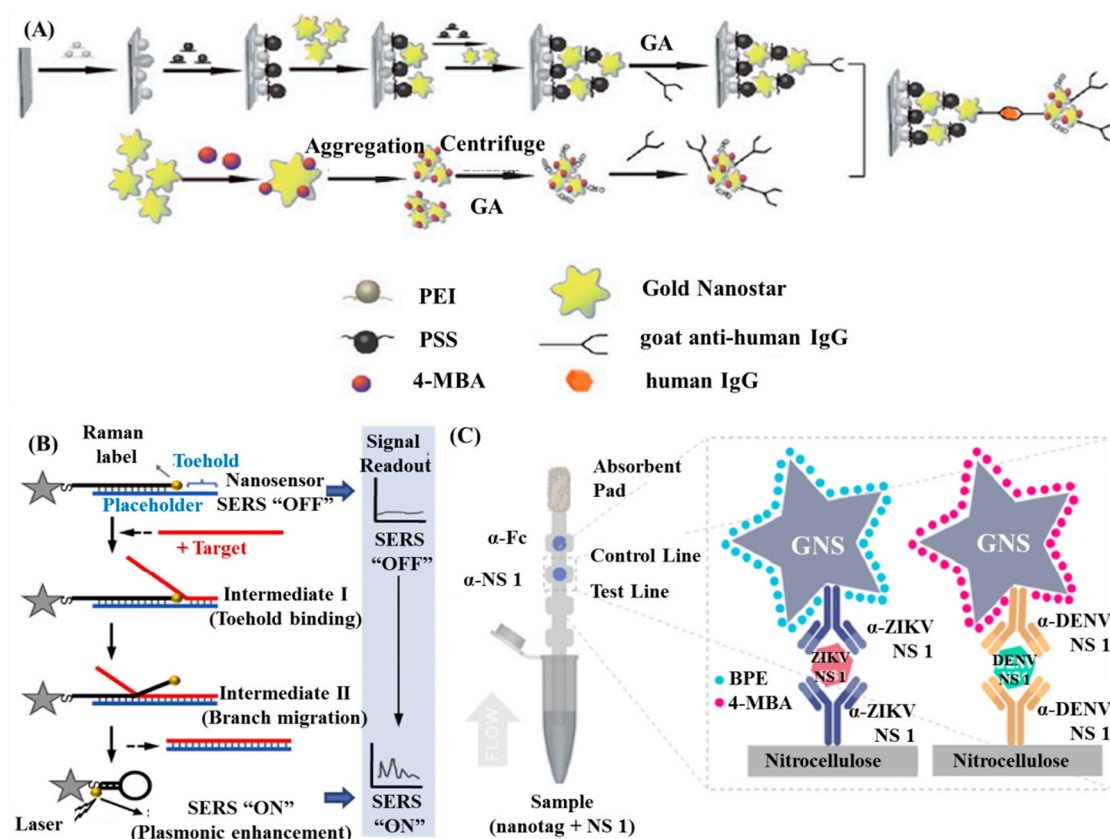 (A)
GA
Aggregation
Centrifuge
GA
PEI
Gold Nanostar
PSS
goat anti-human IgG
4-MBA
human IgG
(B)
Raman
label
Toehold
Nanosensor
Placeholder
SERS “OFF”
+ Target
Intermediate I
(Toehold binding)
Intermediate II
(Branch migration)
SERS “ON”
(Plasmonic enhancement)
Laser
Signal
Readout
SERS
“OFF”
SERS
“ON”
(C)
Absorbent
Pad
α-Fc
Control Line
α-NS 1
Test Line
FLOW
Sample
(nanotag + NS 1)
GNS
α-ZIKV
NS 1
ZIKV
NS 1
BPE
4-MBA
α-ZIKV
NS 1
Nitrocellulose
GNS
α-DENV
NS 1
DENV
NS 1
α-DENV
NS 1
Nitrocellulose